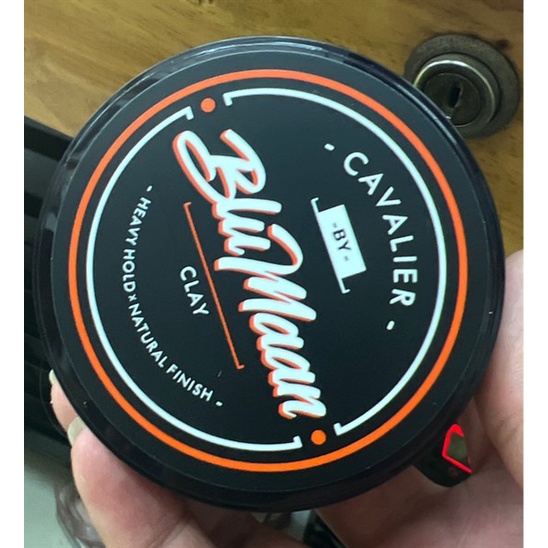 - CAVALIER -
- BY -
BluMaan
CLAY
- HEAVY HOLD x NATURAL FINISH -